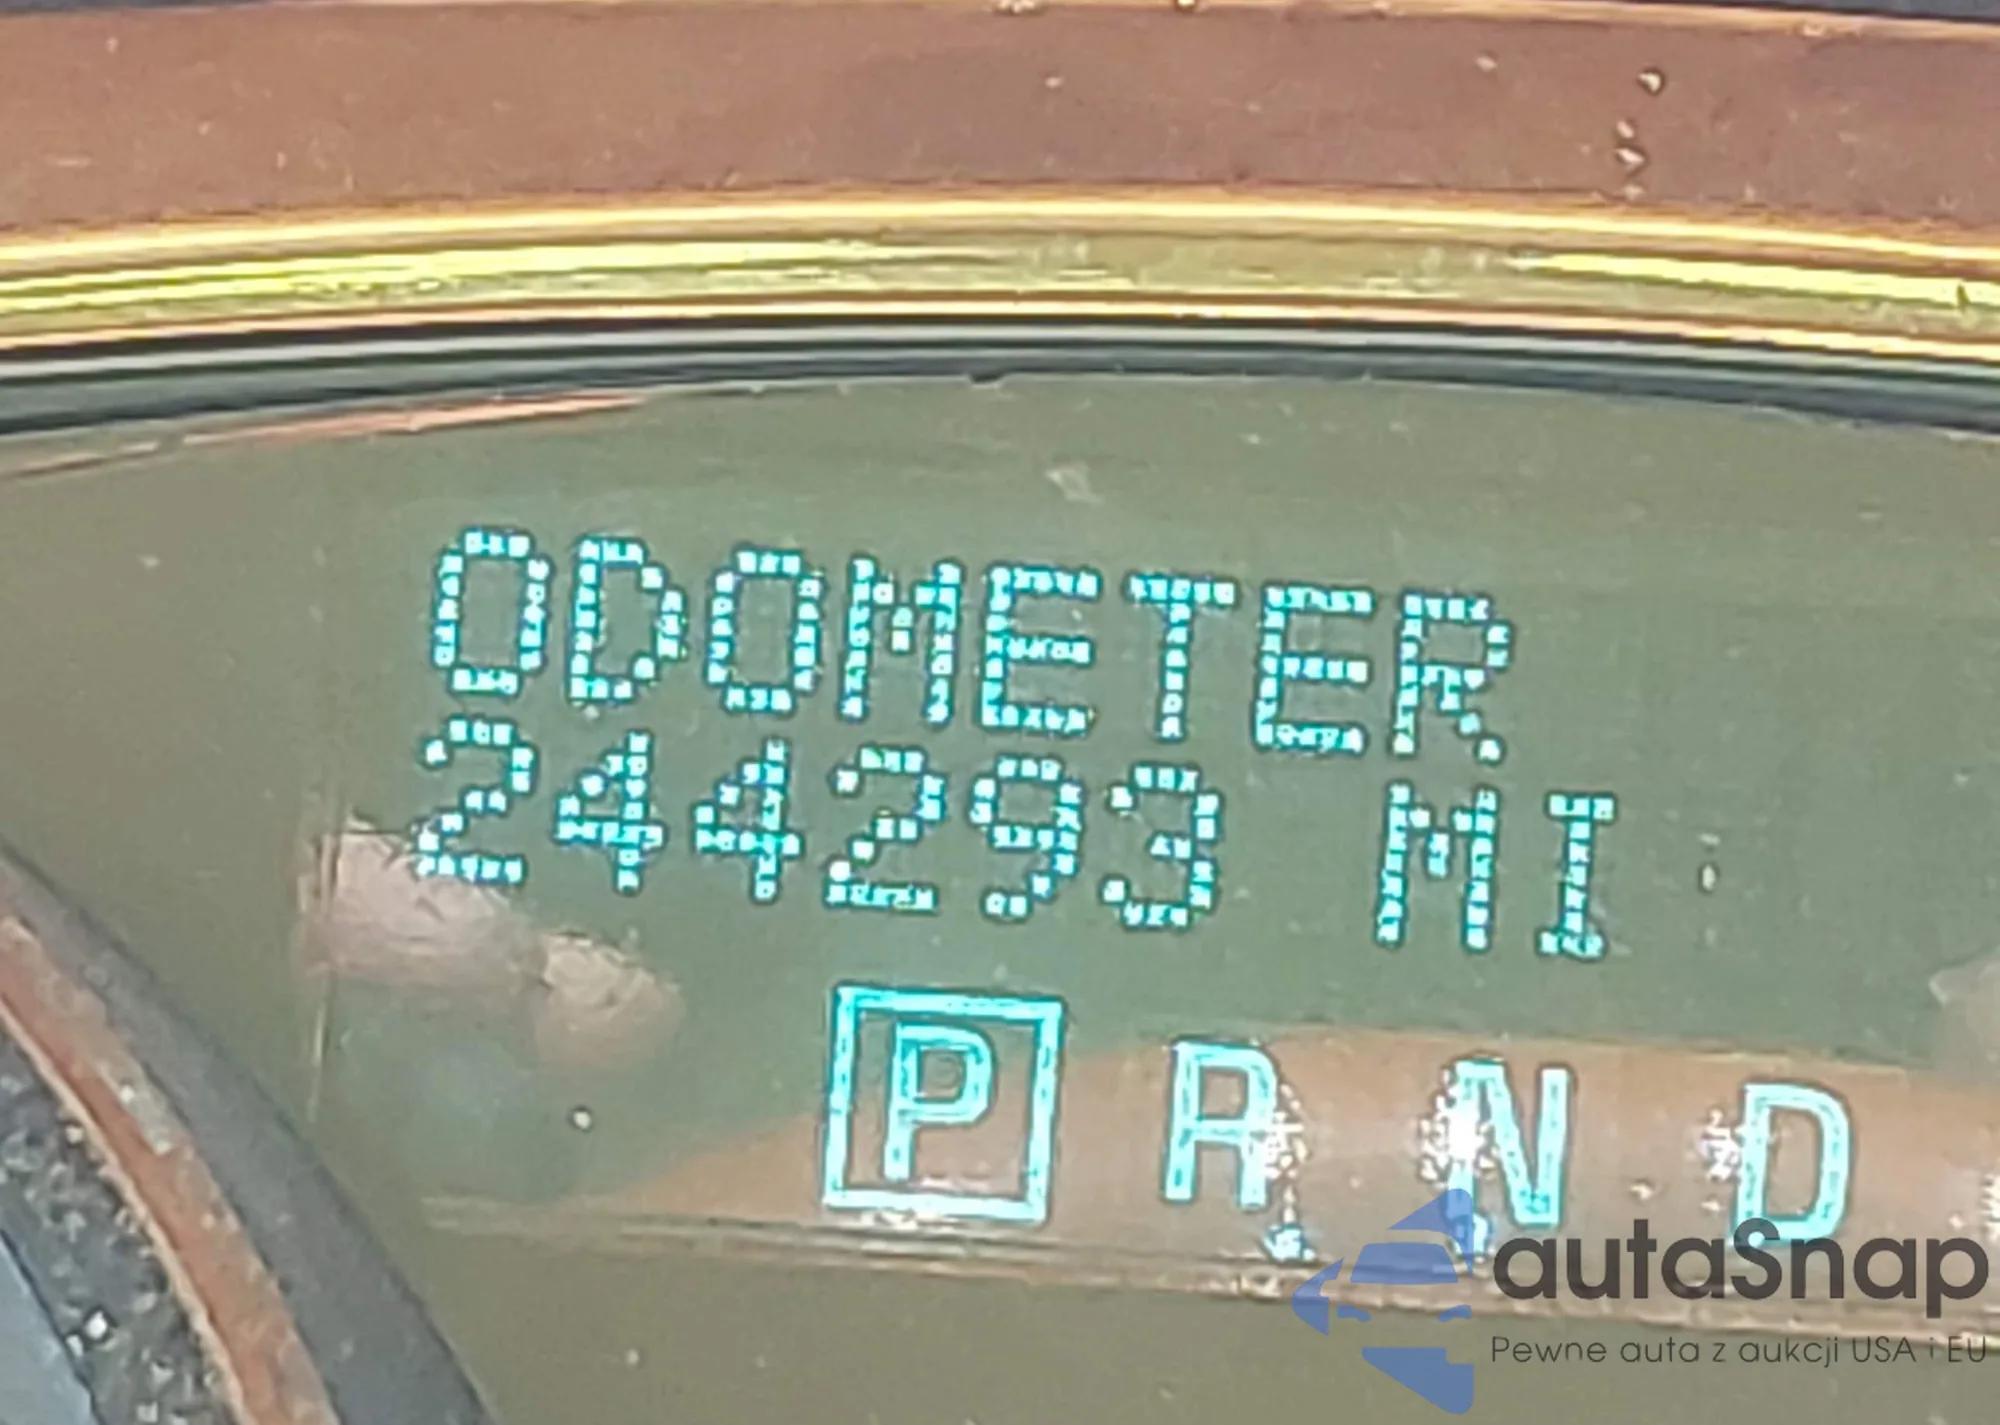 ODOMETER
244293 MI
P R N D
autaSnap
Pewne auta z aukcji USA i EU